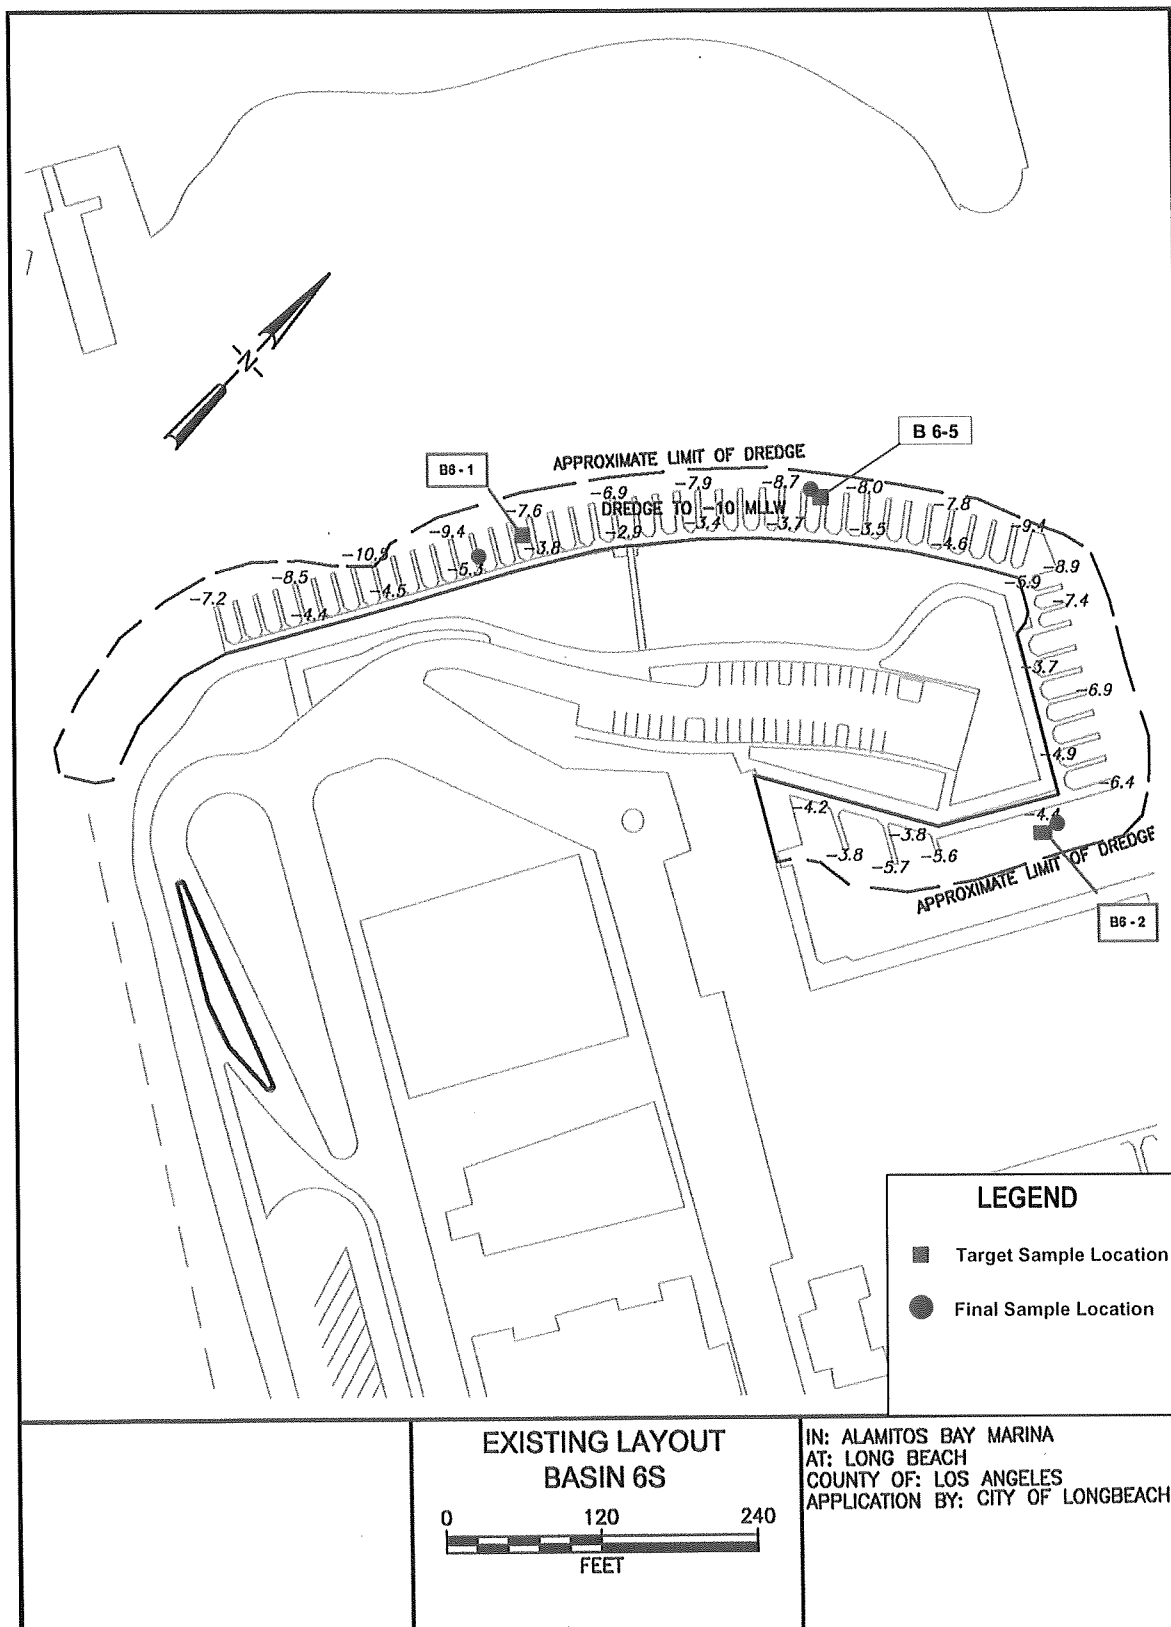 N
B 6-5
APPROXIMATE LIMIT OF DREDGE
B6 - 1
-7.9
-8.7
-8.0
-6.9
-7.8
-7.6
DREDGE TO -10 MLLW
-9.4
-9.4
-2.9
-3.4
-3.7
-3.5
-3.8
-4.6
-8.9
-5.3
-5.9
-8.5
-4.5
-7.2
-4.4
-7.4
-3.7
-6.9
-4.9
-6.4
-4.2
-4.4
-3.8
-3.8
-5.7
-5.6
APPROXIMATE LIMIT OF DREDGE
B6 - 2
LEGEND
Target Sample Location
Final Sample Location
EXISTING LAYOUT
BASIN 6S
0 120 240
FEET
IN: ALAMITOS BAY MARINA
AT: LONG BEACH
COUNTY OF: LOS ANGELES
APPLICATION BY: CITY OF LONGBEACH